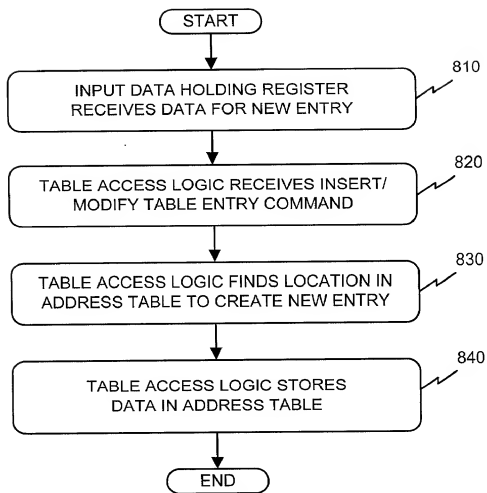 START
INPUT DATA HOLDING REGISTER
RECEIVES DATA FOR NEW ENTRY
810
TABLE ACCESS LOGIC RECEIVES INSERT/
MODIFY TABLE ENTRY COMMAND
820
TABLE ACCESS LOGIC FINDS LOCATION IN
ADDRESS TABLE TO CREATE NEW ENTRY
830
TABLE ACCESS LOGIC STORES
DATA IN ADDRESS TABLE
840
END